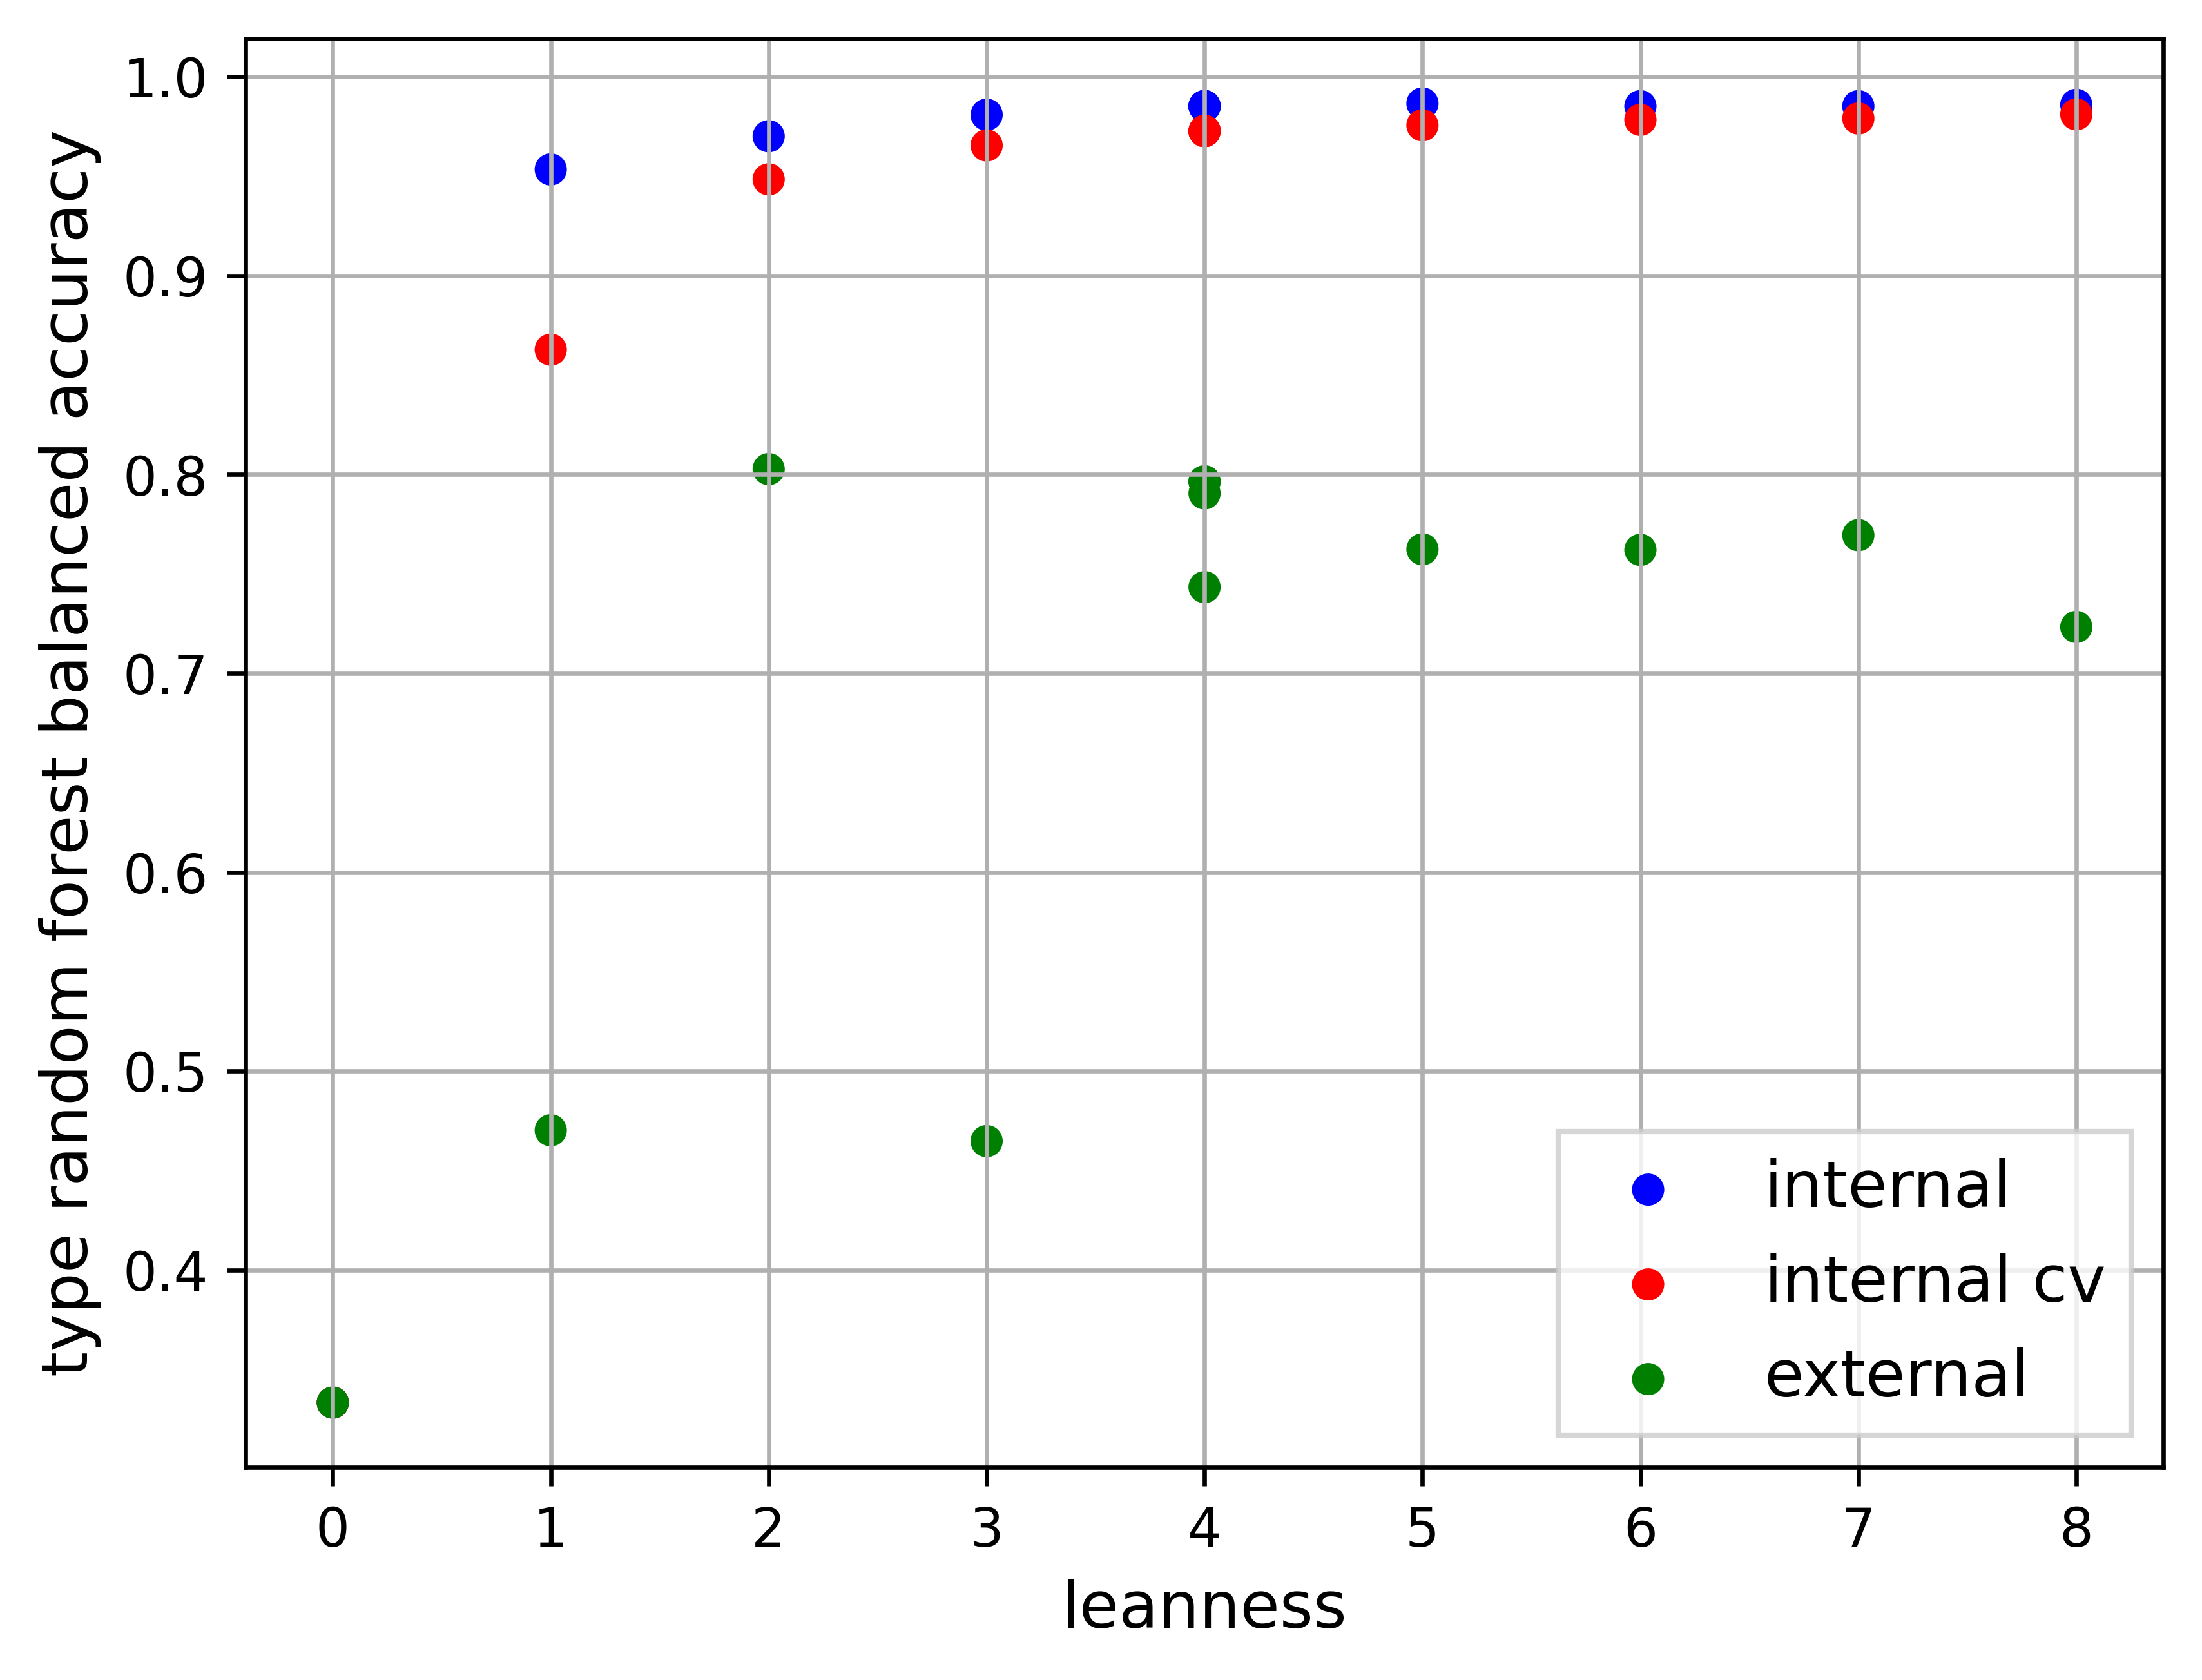 type random forest balanced accuracy
1.0
0.9
0.8
0.7
0.6
0.5
0.4
0 1 2 3 4 5 6 7 8
leanness
internal
internal cv
external